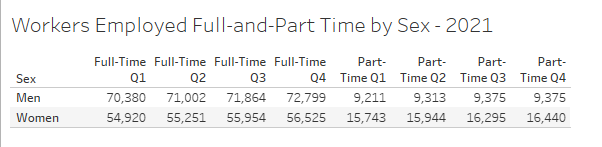 Workers Employed Full-and-Part Time by Sex - 2021
Full-Time Full-Time Full-Time Full-Time Part- Part- Part- Part-
Sex Q1 Q2 Q3 Q4 Time Q1 Time Q2 Time Q3 Time Q4
Men 70,380 71,002 71,864 72,799 9,211 9,313 9,375 9,375
Women 54,920 55,251 55,954 56,525 15,743 15,944 16,295 16,440